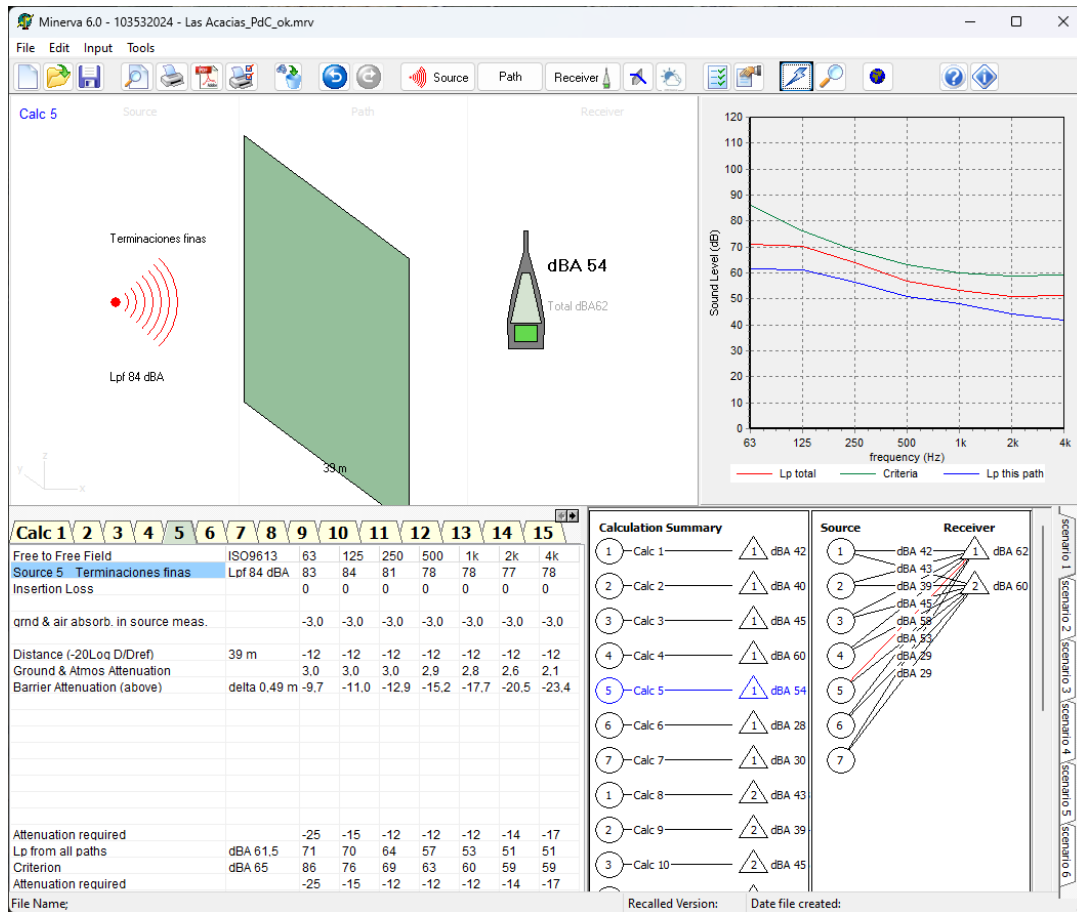 Minerva 6.0 - 103532024 - Las Acacias_PdC_ok.mrv
File Edit Input Tools
Source Path Receiver
Calc 5 Source Path Receiver
Terminaciones finas
Lpf 84 dBA
dBA 54
Total dBA62
39 m
z
y
x
120
110
100
90
80
70
60
50
40
30
20
10
0
Sound Level (dB)
63 125 250 500 1k 2k 4k
frequency (Hz)
Lp total Criteria Lp this path
Calc 1 2 3 4 5 6 7 8 9 10 11 12 13 14 15
Free to Free Field ISO9613 63 125 250 500 1k 2k 4k
Source 5 Terminaciones finas Lpf 84 dBA 83 84 81 78 78 77 78
Insertion Loss 0 0 0 0 0 0 0
grnd & air absorb. in source meas. -3,0 -3,0 -3,0 -3,0 -3,0 -3,0 -3,0
Distance (-20Log D/Dref) 39 m -12 -12 -12 -12 -12 -12 -12
Ground & Atmos Attenuation 3,0 3,0 3,0 2,9 2,8 2,6 2,1
Barrier Attenuation (above) delta 0,49 m -9,7 -11,0 -12,9 -15,2 -17,7 -20,5 -23,4
Attenuation required -25 -15 -12 -12 -12 -14 -17
Lp from all paths dBA 61,5 71 70 64 57 53 51 51
Criterion dBA 65 86 76 69 63 60 59 59
Attenuation required -25 -15 -12 -12 -12 -14 -17
Calculation Summary
1 Calc 1 1 dBA 42
2 Calc 2 1 dBA 40
3 Calc 3 1 dBA 45
4 Calc 4 1 dBA 60
5 Calc 5 1 dBA 54
6 Calc 6 1 dBA 28
7 Calc 7 1 dBA 30
1 Calc 8 2 dBA 43
2 Calc 9 2 dBA 39
3 Calc 10 2 dBA 45
Source Receiver
1 dBA 42 1 dBA 62
dBA 43
2 dBA 39 2 dBA 60
dBA 45
3 dBA 58
dBA 53
4 dBA 29
dBA 29
5
6
7
scenario 1
scenario 2
scenario 3
scenario 4
scenario 5
scenario 6
File Name; Recalled Version: Date file created: